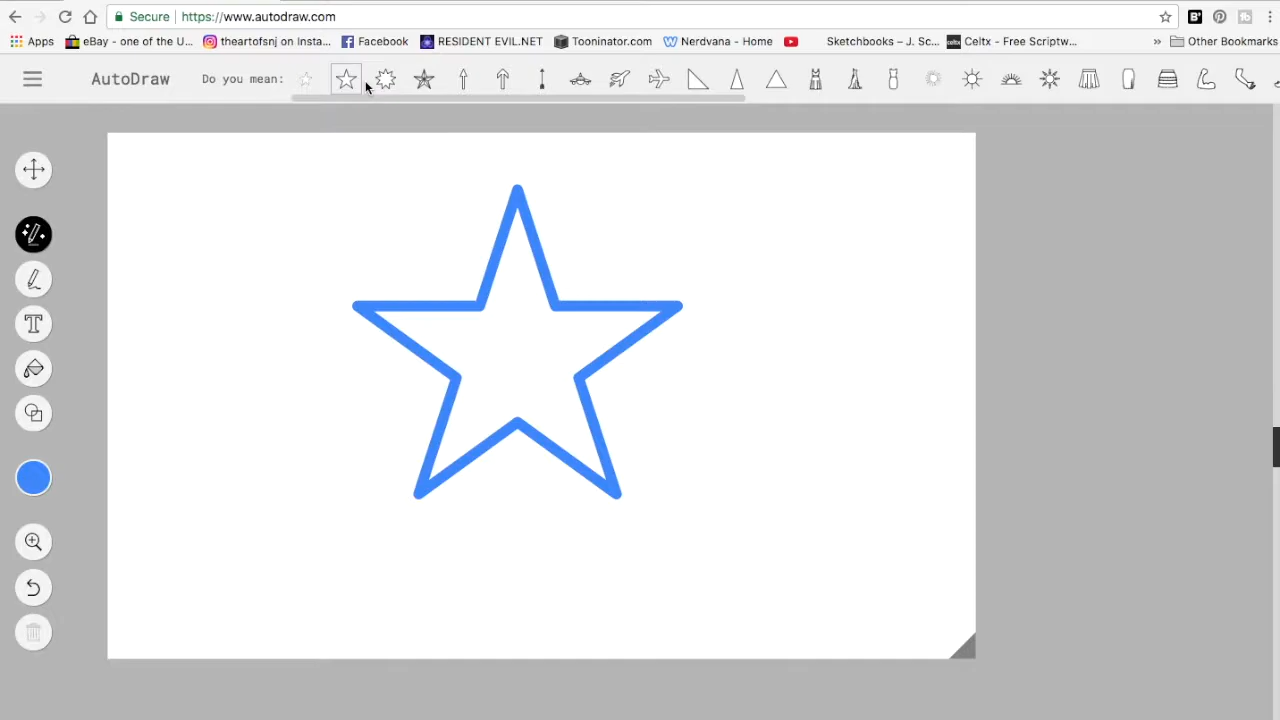 Secure https://www.autodraw.com
Apps eBay - one of the U... theartofsnj on Insta... Facebook RESIDENT EVIL.NET Tooninator.com Nerdvana - Home Sketchbooks – J. Sc... Celtx - Free Scriptw... » Other Bookmarks
AutoDraw Do you mean:
T